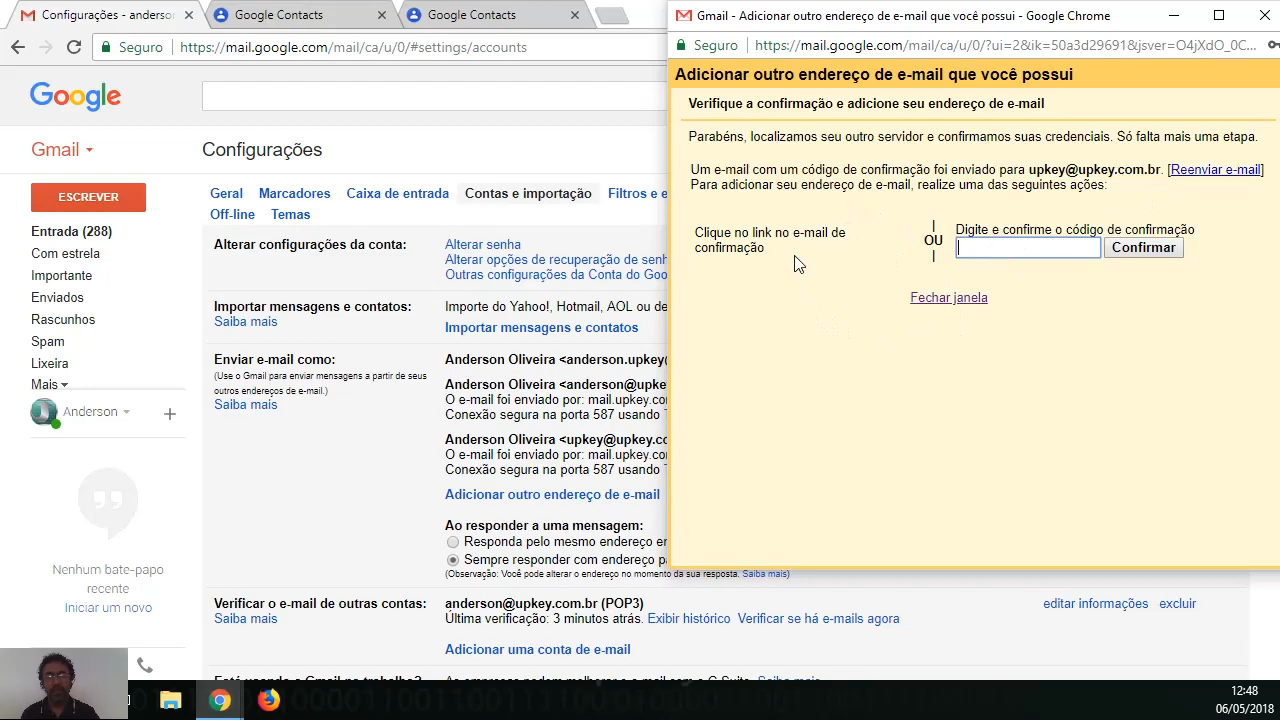 Configurações - anderson
Google Contacts
Google Contacts
Seguro
https://mail.google.com/mail/ca/u/0/#settings/accounts
Google
Gmail
Configurações
ESCREVER
Geral
Marcadores
Caixa de entrada
Contas e importação
Filtros e e
Off-line
Temas
Entrada (288)
Com estrela
Importante
Enviados
Rascunhos
Spam
Lixeira
Mais
Anderson
Nenhum bate-papo
recente
Iniciar um novo
Alterar configurações da conta:
Alterar senha
Alterar opções de recuperação de senh
Outras configurações da Conta do Goo
Importar mensagens e contatos:
Saiba mais
Importe do Yahoo!, Hotmail, AOL ou de
Importar mensagens e contatos
Enviar e-mail como:
(Use o Gmail para enviar mensagens a partir de seus
outros endereços de e-mail.)
Saiba mais
Anderson Oliveira <anderson.upkey(
Anderson Oliveira <anderson@upke
O e-mail foi enviado por: mail.upkey.co
Conexão segura na porta 587 usando T
Anderson Oliveira <upkey@upkey.co
O e-mail foi enviado por: mail.upkey.co
Conexão segura na porta 587 usando T
Adicionar outro endereço de e-mail
Ao responder a uma mensagem:
Responda pelo mesmo endereço en
Sempre responder com endereço pa
(Observação: Você pode alterar o endereço no momento da sua resposta. Saiba mais)
Verificar o e-mail de outras contas:
Saiba mais
anderson@upkey.com.br (POP3)
Última verificação: 3 minutos atrás. Exibir histórico Verificar se há e-mails agora
editar informações
excluir
Adicionar uma conta de e-mail
Gmail - Adicionar outro endereço de e-mail que você possui - Google Chrome
Seguro
Adicionar outro endereço de e-mail que você possui
Verifique a confirmação e adicione seu endereço de e-mail
Parabéns, localizamos seu outro servidor e confirmamos suas credenciais. Só falta mais uma etapa.
Um e-mail com um código de confirmação foi enviado para upkey@upkey.com.br. [Reenviar e-mail]
Para adicionar seu endereço de e-mail, realize uma das seguintes ações:
Clique no link no e-mail de
confirmação
|
OU
|
Digite e confirme o código de confirmação
Confirmar
Fechar janela
12:48
06/05/2018